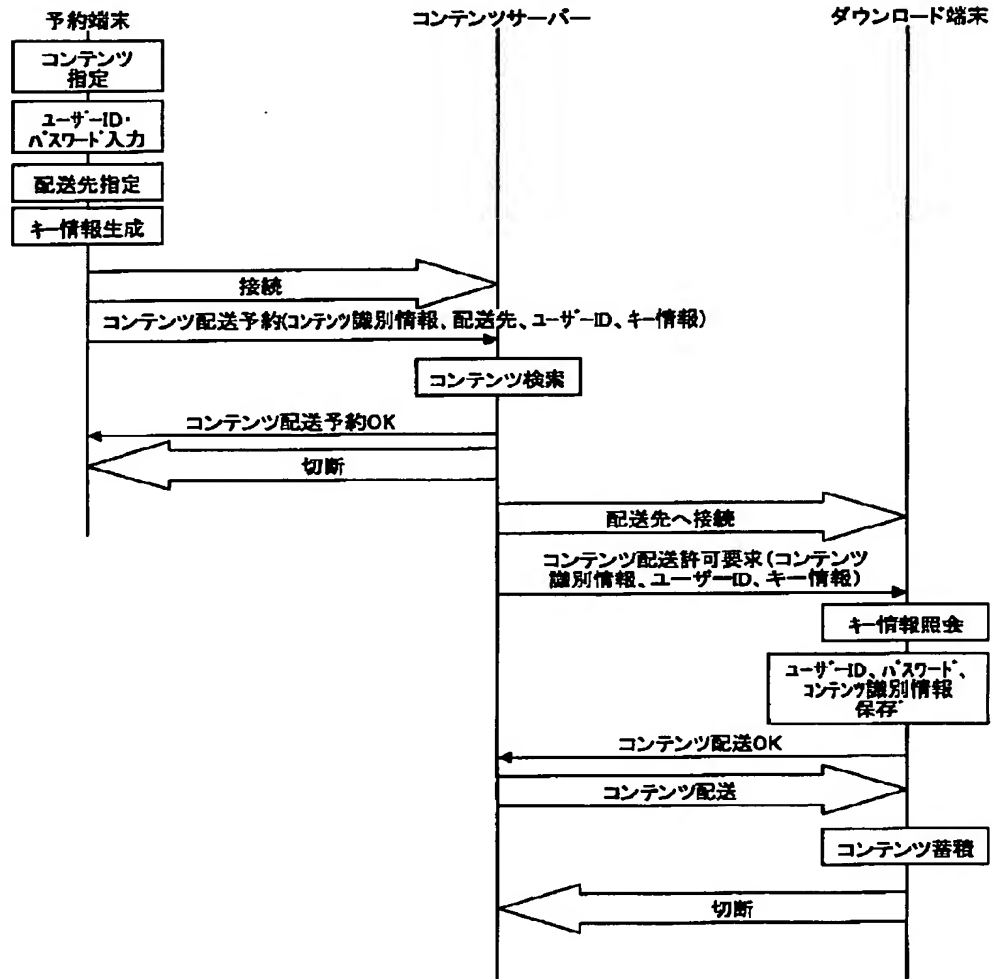 予約端末
コンテンツサーバー
ダウンロード端末
コンテンツ
指定
ユーザーID・
パスワード入力
配送先指定
キー情報生成
接続
コンテンツ配送予約(コンテンツ識別情報、配送先、ユーザーID、キー情報)
コンテンツ検索
コンテンツ配送予約OK
切断
配送先へ接続
コンテンツ配送許可要求(コンテンツ
識別情報、ユーザーID、キー情報)
キー情報照会
ユーザーID、パスワード、
コンテンツ識別情報
保存
コンテンツ配送OK
コンテンツ配送
コンテンツ蓄積
切断